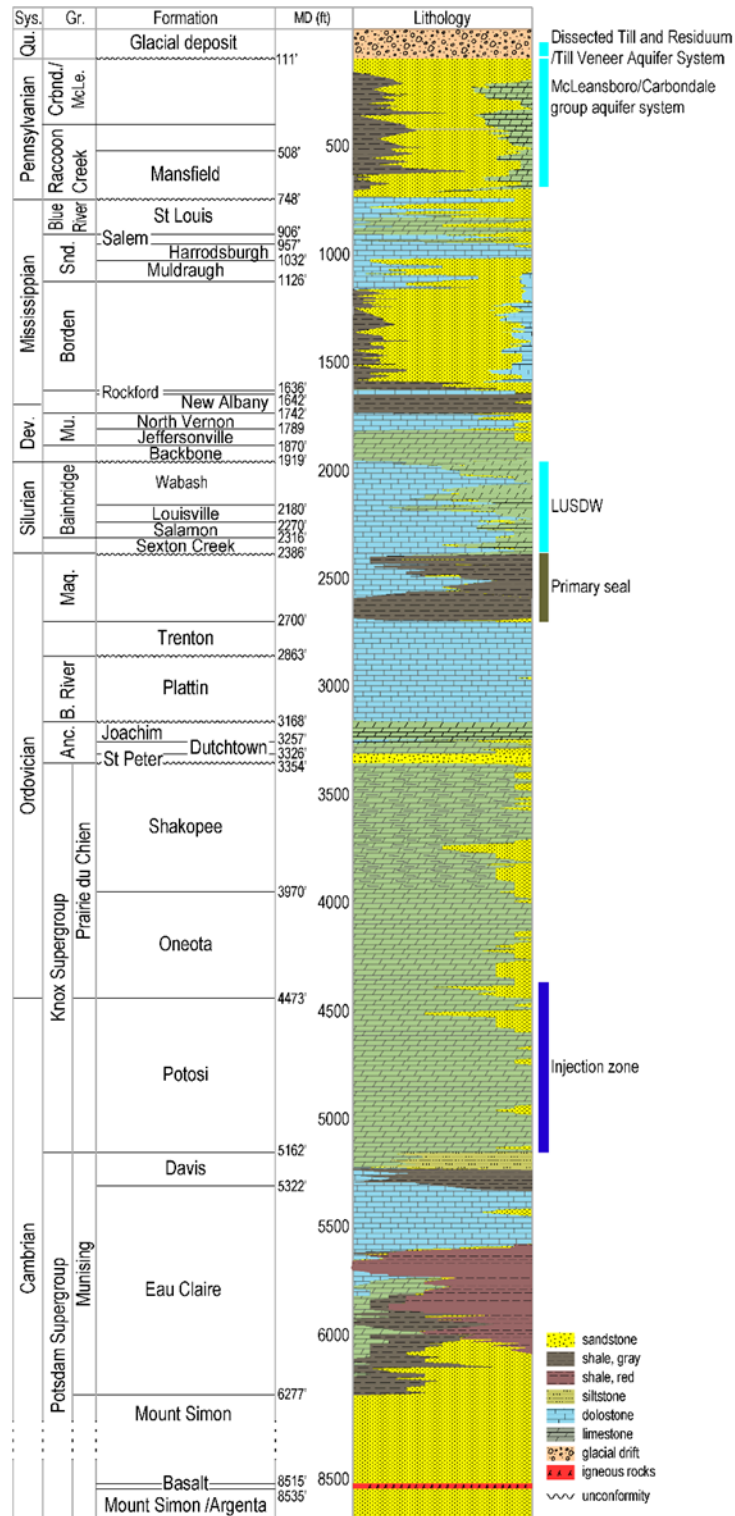 Sys.
Gr.
Formation
MD (ft)
Lithology
Qu.
Glacial deposit
111'
Dissected Till and Residuum
/Till Veneer Aquifer System
McLeansboro/Carbondale
group aquifer system
Pennsylvanian
Crbnd./
McLe.
Raccoon
Creek
508'
500
Mansfield
748'
Mississippian
Blue
River
St Louis
906'
Snd.
Salem
957'
Harrodsburgh
1032'
1000
Muldraugh
1126'
Borden
1500
1636'
Rockford
1642'
New Albany
1742'
Dev.
Mu.
North Vernon
1789
Jeffersonville
1870'
Backbone
1919'
2000
Silurian
Bainbridge
Wabash
2180'
Louisville
2270'
Salamon
2316'
Sexton Creek
2386'
LUSDW
Ordovician
Maq.
2500
Primary seal
2700'
Trenton
2863'
B. River
Plattin
3000
3168'
Anc.
Joachim
3257'
Dutchtown
3326'
St Peter
3354'
Knox Supergroup
Prairie du Chien
3500
Shakopee
3970'
4000
Oneota
4473'
4500
Potosi
Injection zone
5000
5162'
Cambrian
Potsdam Supergroup
Munising
Davis
5322'
5500
Eau Claire
6000
6277'
Mount Simon
8500
Basalt
8515'
8535'
Mount Simon /Argenta
sandstone
shale, gray
shale, red
siltstone
dolostone
limestone
glacial drift
igneous rocks
unconformity